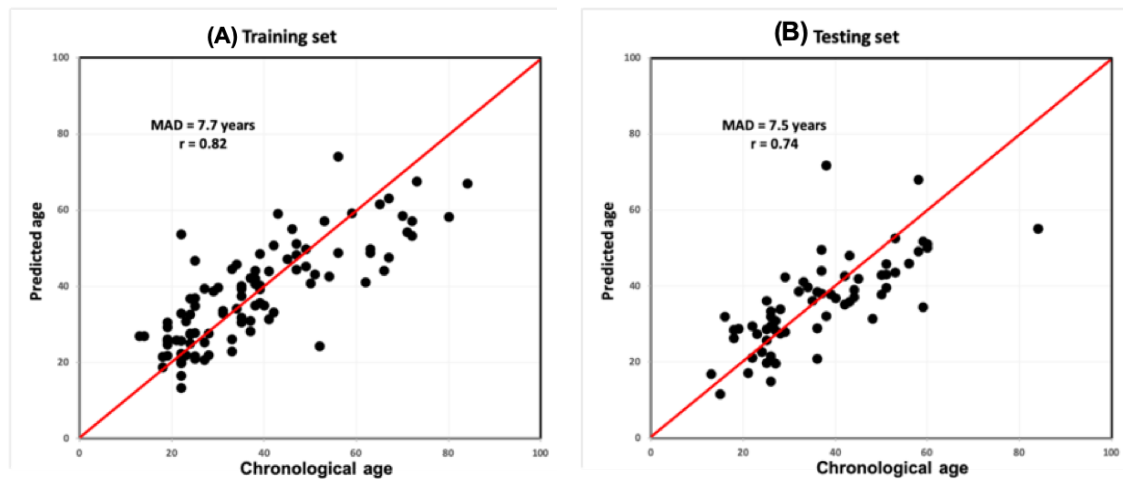 (A) Training set
100
80
60
40
20
0
MAD = 7.7 years
r = 0.82
Predicted age
0 20 40 60 80 100
Chronological age
(B) Testing set
100
80
60
40
20
0
MAD = 7.5 years
r = 0.74
Predicted age
0 20 40 60 80 100
Chronological age